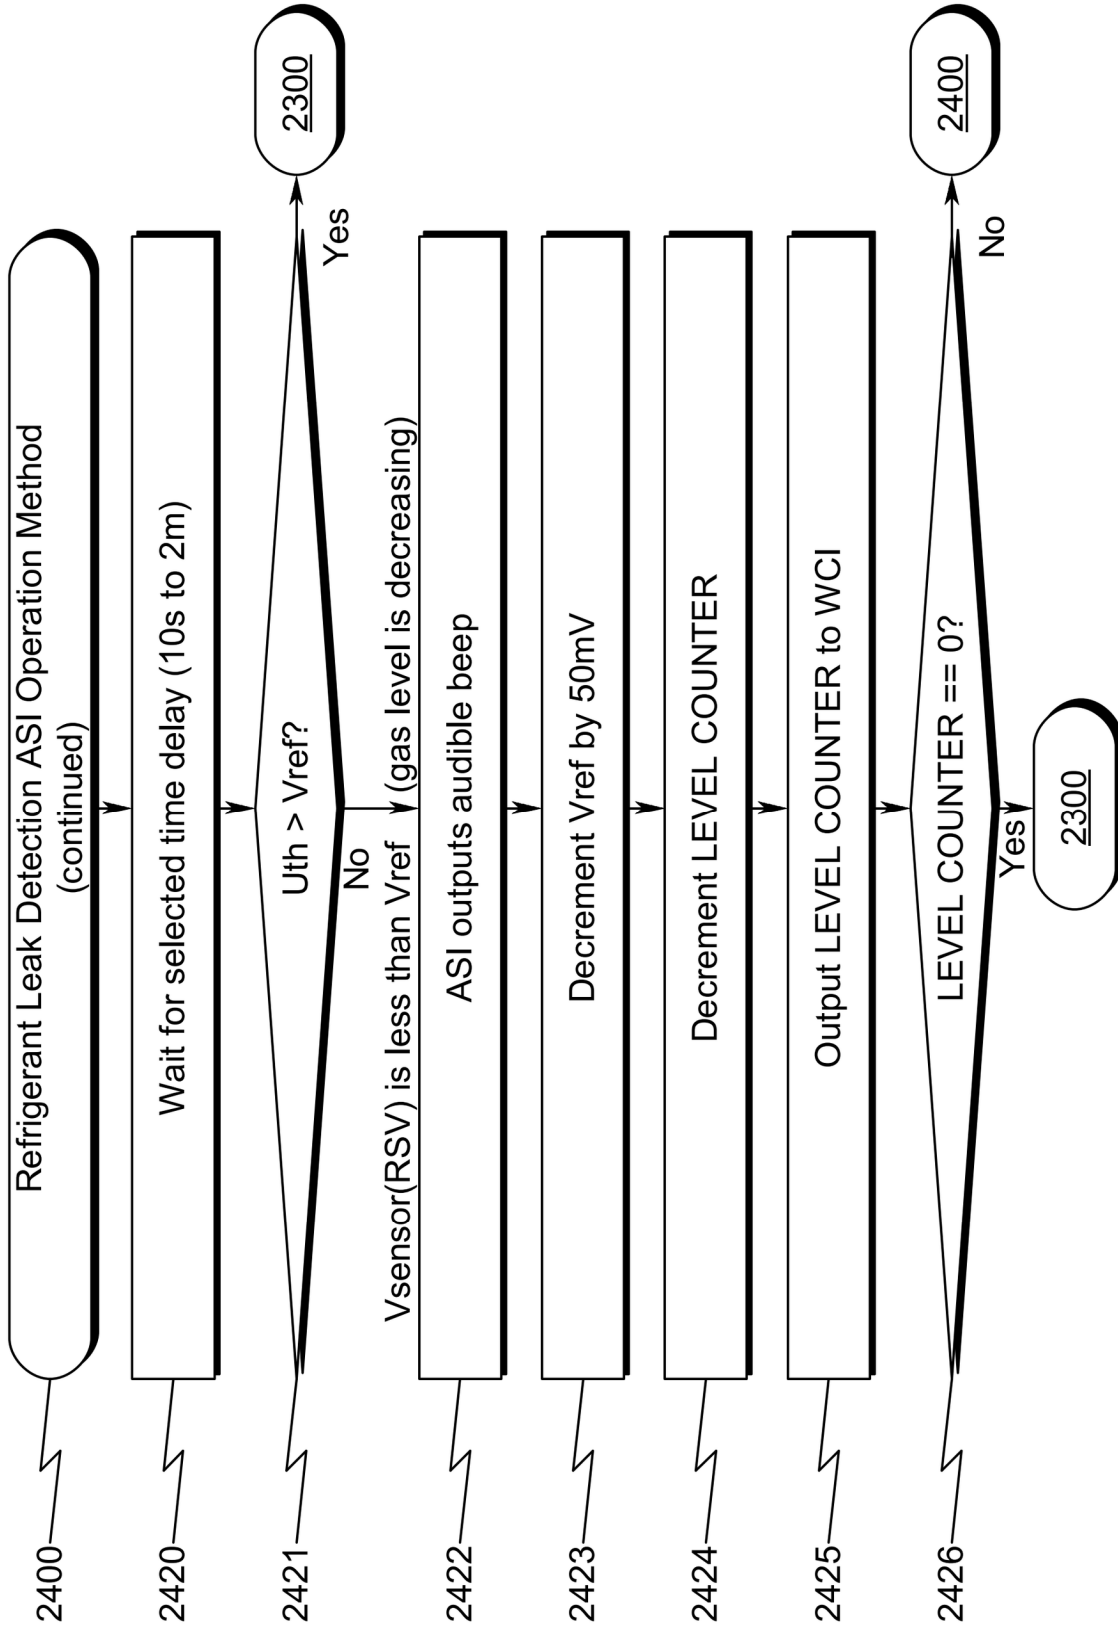 2400
Refrigerant Leak Detection ASI Operation Method
(continued)
2420
Wait for selected time delay (10s to 2m)
2421
Uth > Vref?
Yes
2300
No
Vsensor(RSV) is less than Vref (gas level is decreasing)
2422
ASI outputs audible beep
2423
Decrement Vref by 50mV
2424
Decrement LEVEL COUNTER
2425
Output LEVEL COUNTER to WCI
2426
LEVEL COUNTER == 0?
No
2400
Yes
2300